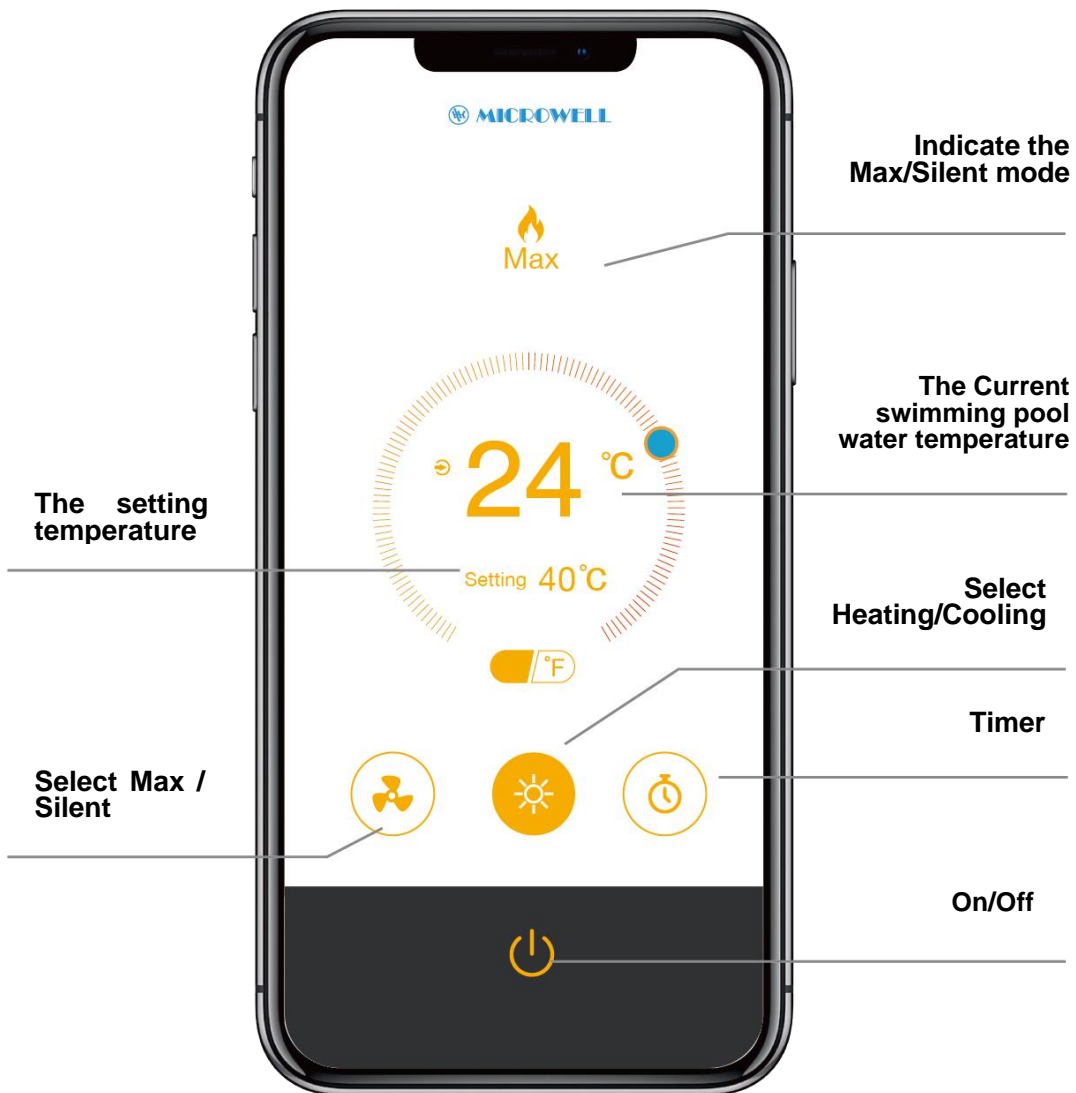 MICROWELL
Indicate the
Max/Silent mode
Max
The Current
swimming pool
water temperature
24 °C
The setting
temperature
Setting 40°C
Select
Heating/Cooling
°F
Timer
Select Max /
Silent
On/Off